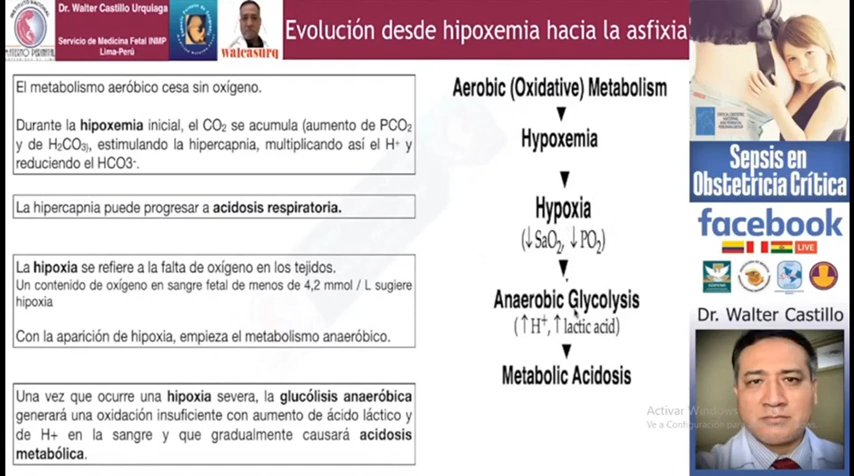 Dr. Walter Castillo Urquiaga
Servicio de Medicina Fetal INMP
Lima-Perú
walcasurq
Evolución desde hipoxemia hacia la asfixia
El metabolismo aeróbico cesa sin oxígeno.
Durante la hipoxemia inicial, el CO2 se acumula (aumento de PCO2
y de H2CO3), estimulando la hipercapnia, multiplicando así el H+ y
reduciendo el HCO3-.
La hipercapnia puede progresar a acidosis respiratoria.
La hipoxia se refiere a la falta de oxígeno en los tejidos.
Un contenido de oxígeno en sangre fetal de menos de 4,2 mmol / L sugiere
hipoxia
Con la aparición de hipoxia, empieza el metabolismo anaeróbico.
Una vez que ocurre una hipoxia severa, la glucólisis anaeróbica
generará una oxidación insuficiente con aumento de ácido láctico y
de H+ en la sangre y que gradualmente causará acidosis
metabólica.
Aerobic (Oxidative) Metabolism
▼
Hypoxemia
▼
Hypoxia
(↓SaO2, ↓PO2)
▼
Anaerobic Glycolysis
(↑H+, ↑lactic acid)
▼
Metabolic Acidosis
Sepsis en
Obstetricia Crítica
facebook
LIVE
Dr. Walter Castillo
Activar Windows
Ve a Configuración